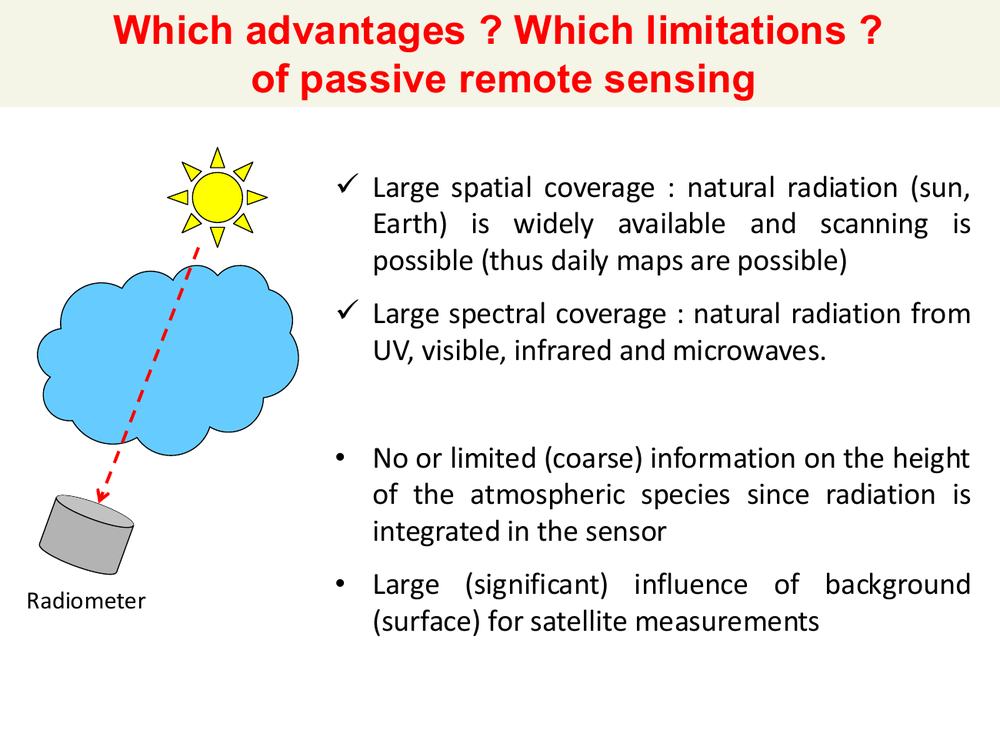 Which advantages ? Which limitations ?
of passive remote sensing
✓ Large spatial coverage : natural radiation (sun,
Earth) is widely available and scanning is
possible (thus daily maps are possible)
✓ Large spectral coverage : natural radiation from
UV, visible, infrared and microwaves.
• No or limited (coarse) information on the height
of the atmospheric species since radiation is
integrated in the sensor
• Large (significant) influence of background
(surface) for satellite measurements
Radiometer